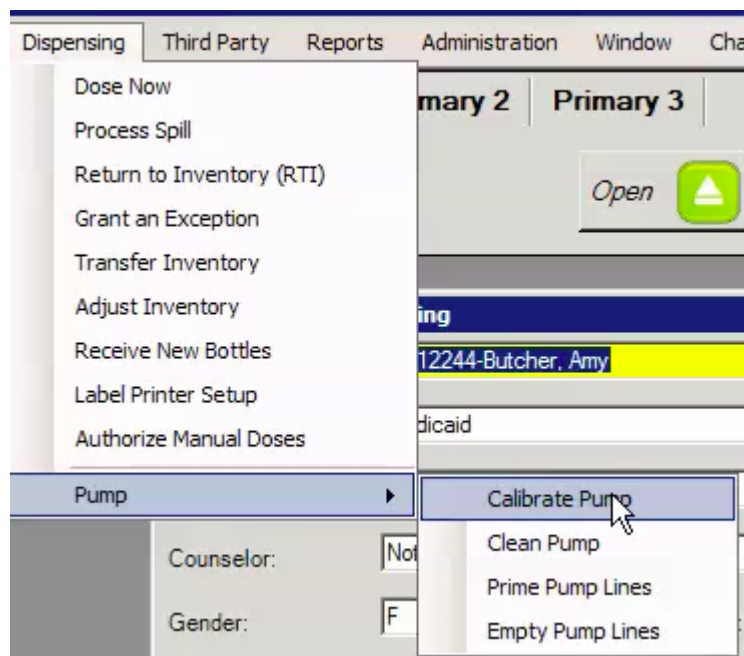 Dispensing Third Party Reports Administration Window Cha
Dose Now
mary 2 Primary 3
Process Spill
Return to Inventory (RTI)
Open
Grant an Exception
Transfer Inventory
Adjust Inventory
ing
Receive New Bottles
12244-Butcher, Amy
Label Printer Setup
Authorize Manual Doses
dicaid
Pump
Calibrate Pump
Clean Pump
Prime Pump Lines
Empty Pump Lines
Counselor: Not
Gender: F